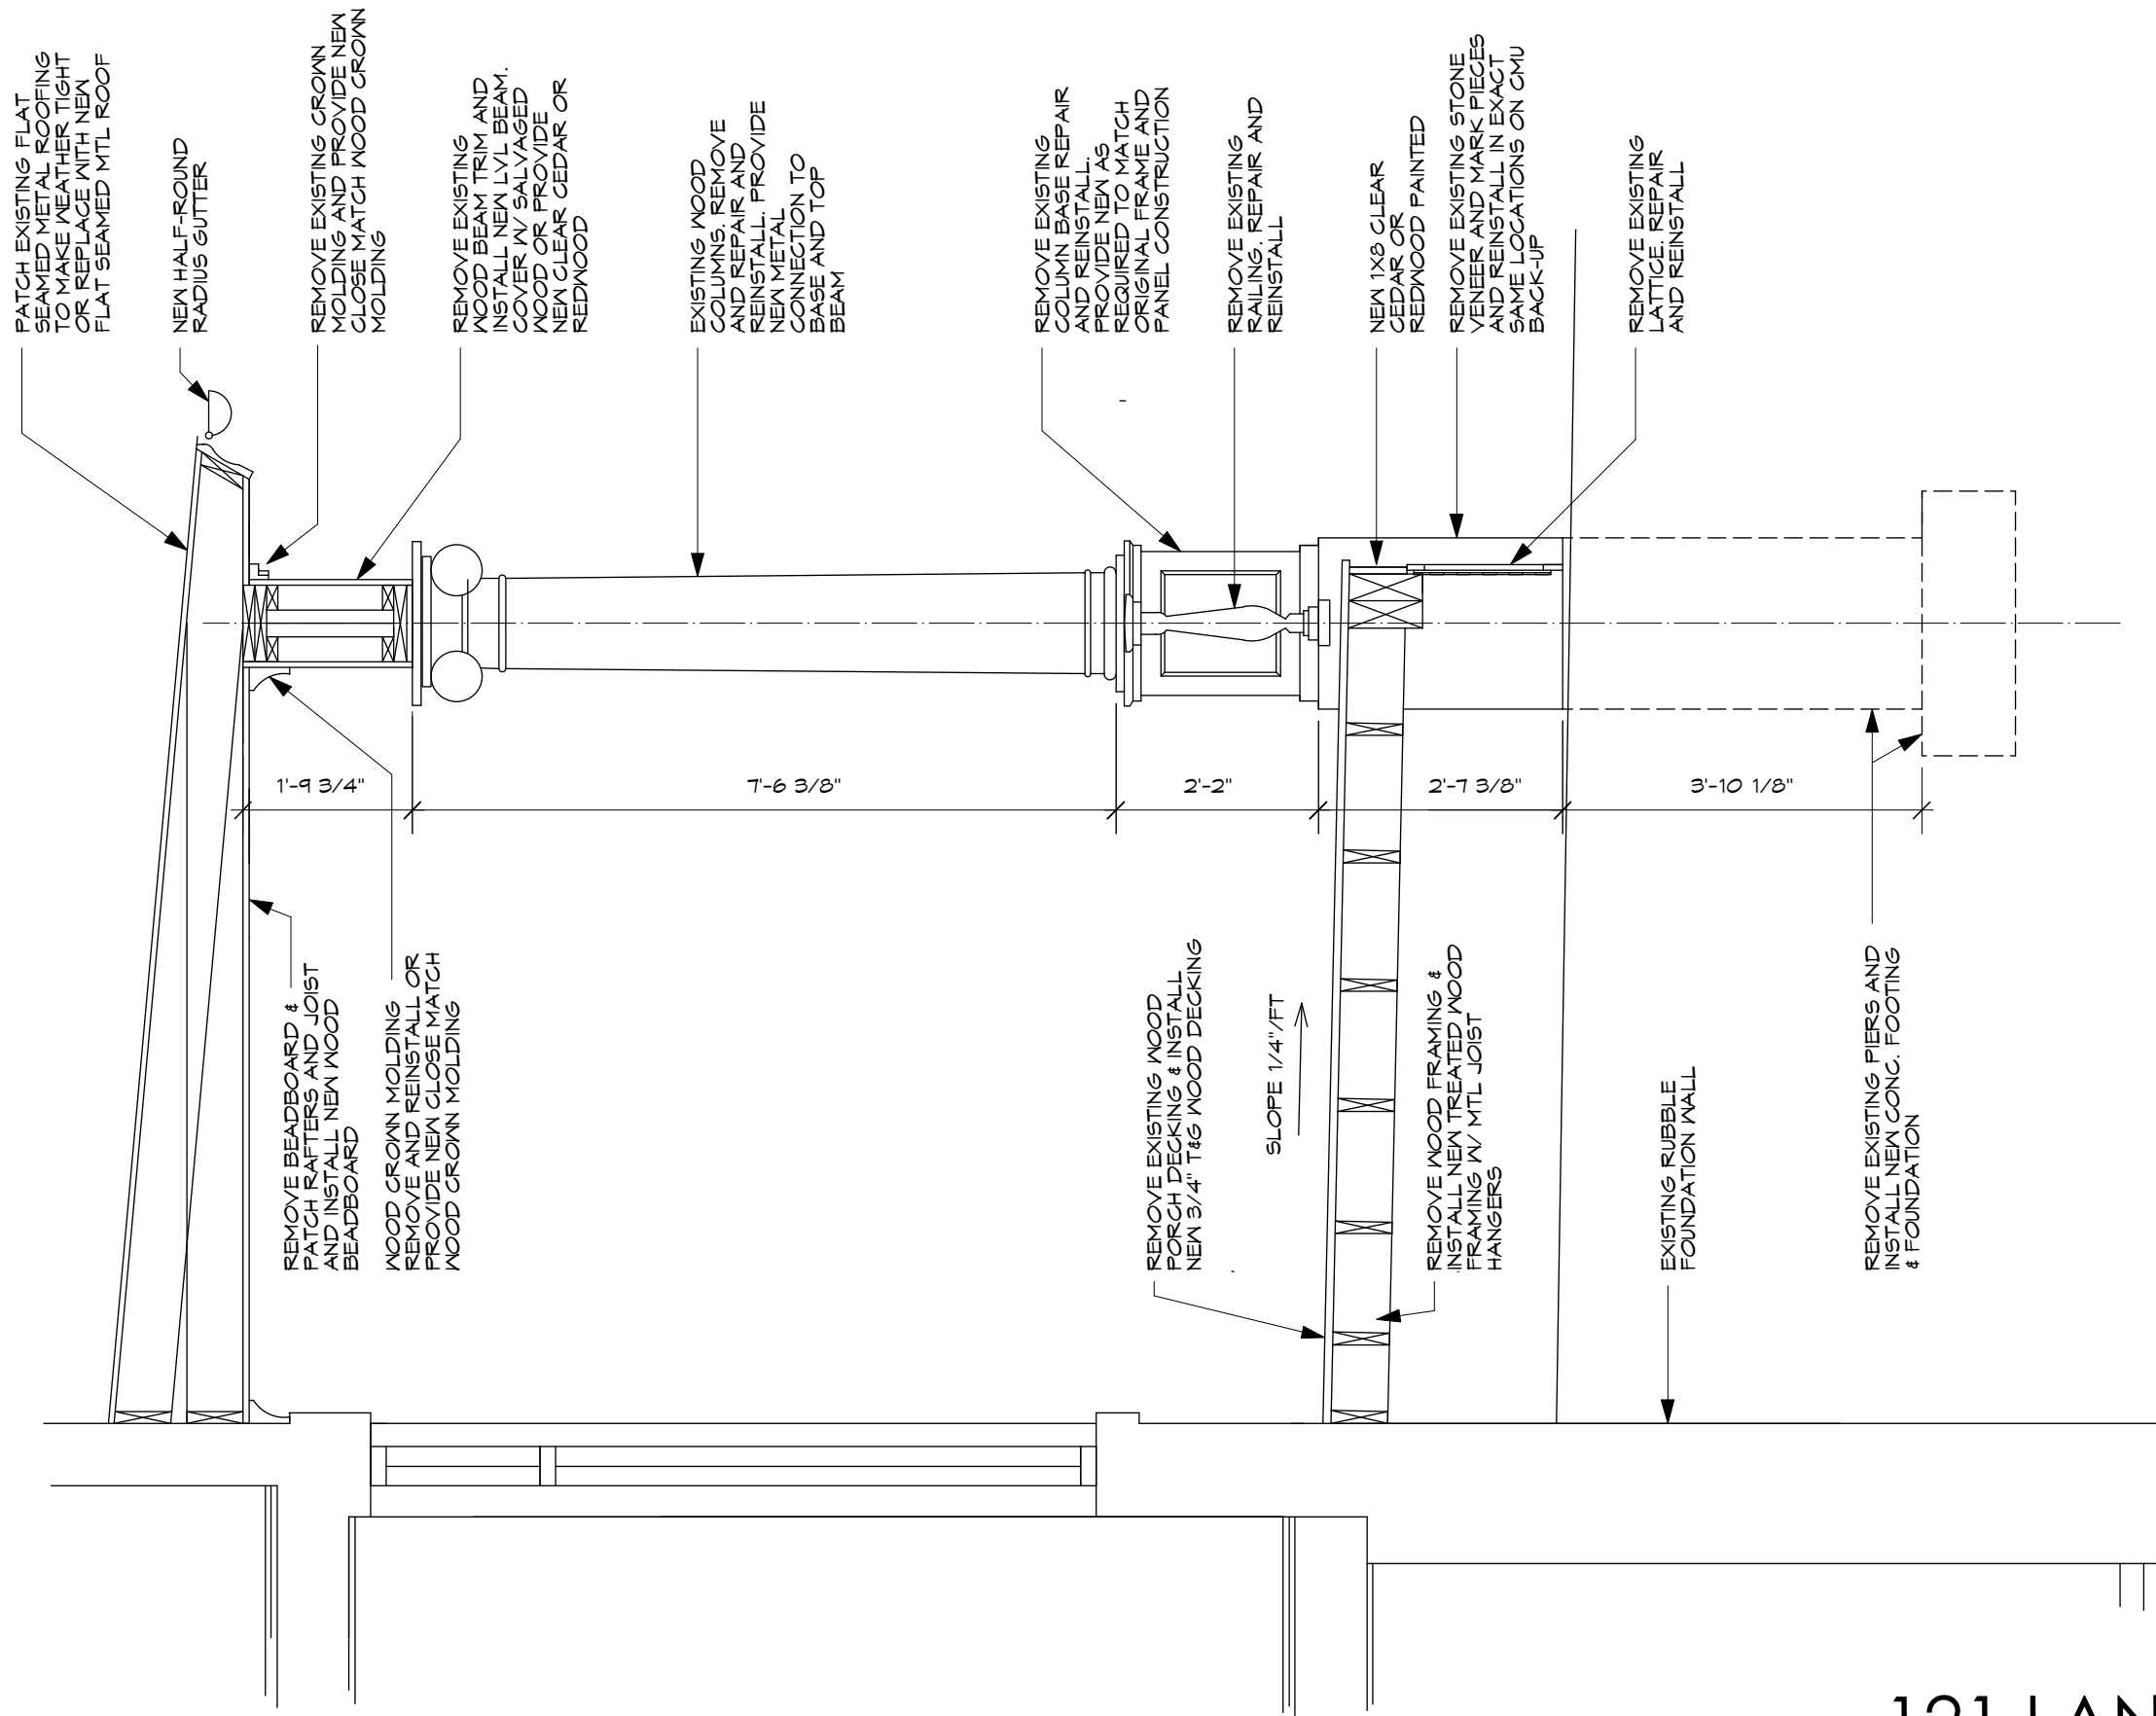 PATCH EXISTING FLAT
SEAMED METAL ROOFING
TO MAKE WEATHER TIGHT
OR REPLACE WITH NEW
FLAT SEAMED MTL ROOF
NEW HALF-ROUND
RADIUS GUTTER
REMOVE EXISTING CROWN
MOLDING AND PROVIDE NEW
CLOSE MATCH WOOD CROWN
MOLDING
REMOVE EXISTING
WOOD BEAM TRIM AND
INSTALL NEW LVL BEAM.
COVER W/ SALVAGED
WOOD OR PROVIDE
NEW CLEAR CEDAR OR
REDWOOD
EXISTING WOOD
COLUMNS. REMOVE
AND REPAIR AND
REINSTALL. PROVIDE
NEW METAL
CONNECTION TO
BASE AND TOP
BEAM
REMOVE EXISTING
COLUMN BASE REPAIR
AND REINSTALL.
PROVIDE NEW AS
REQUIRED TO MATCH
ORIGINAL FRAME AND
PANEL CONSTRUCTION
REMOVE EXISTING
RAILING. REPAIR AND
REINSTALL
NEW 1X8 CLEAR
CEDAR OR
REDWOOD PAINTED
REMOVE EXISTING STONE
VENEER AND MARK PIECES
AND REINSTALL IN EXACT
SAME LOCATIONS ON CMU
BACK-UP
REMOVE EXISTING
LATTICE. REPAIR
AND REINSTALL
1'-9 3/4"
7'-6 3/8"
2'-2"
2'-7 3/8"
3'-10 1/8"
REMOVE BEADBOARD &
PATCH RAFTERS AND JOIST
AND INSTALL NEW WOOD
BEADBOARD
WOOD CROWN MOLDING
REMOVE AND REINSTALL OR
PROVIDE NEW CLOSE MATCH
WOOD CROWN MOLDING
REMOVE EXISTING WOOD
PORCH DECKING & INSTALL
NEW 3/4" T&G WOOD DECKING
SLOPE 1/4"/FT
REMOVE WOOD FRAMING &
INSTALL NEW TREATED WOOD
FRAMING W/ MTL JOIST
HANGERS
EXISTING RUBBLE
FOUNDATION WALL
REMOVE EXISTING PIERS AND
INSTALL NEW CONC. FOOTING
& FOUNDATION